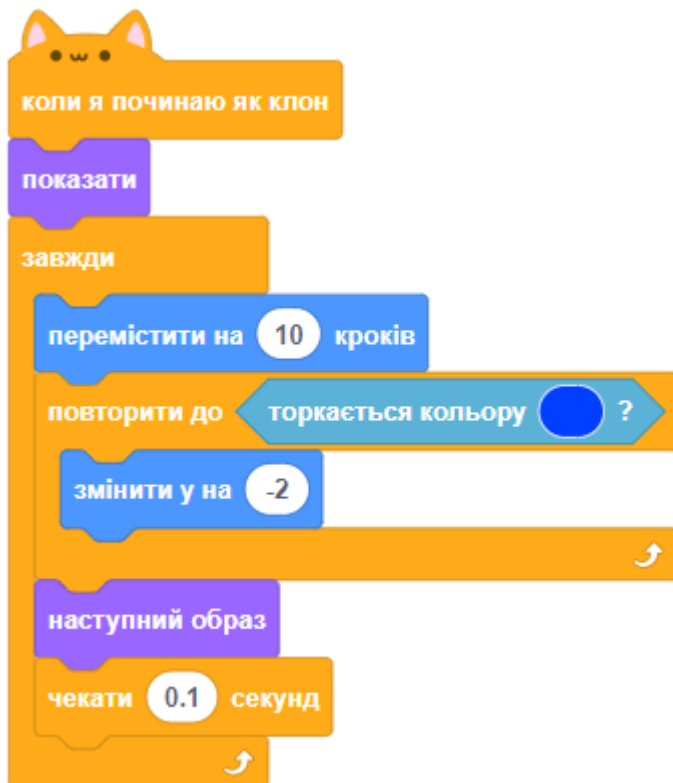 коли я починаю як клон
показати
завжди
перемістити на 10 кроків
повторити до торкається кольору ?
змінити y на -2
наступний образ
чекати 0.1 секунд